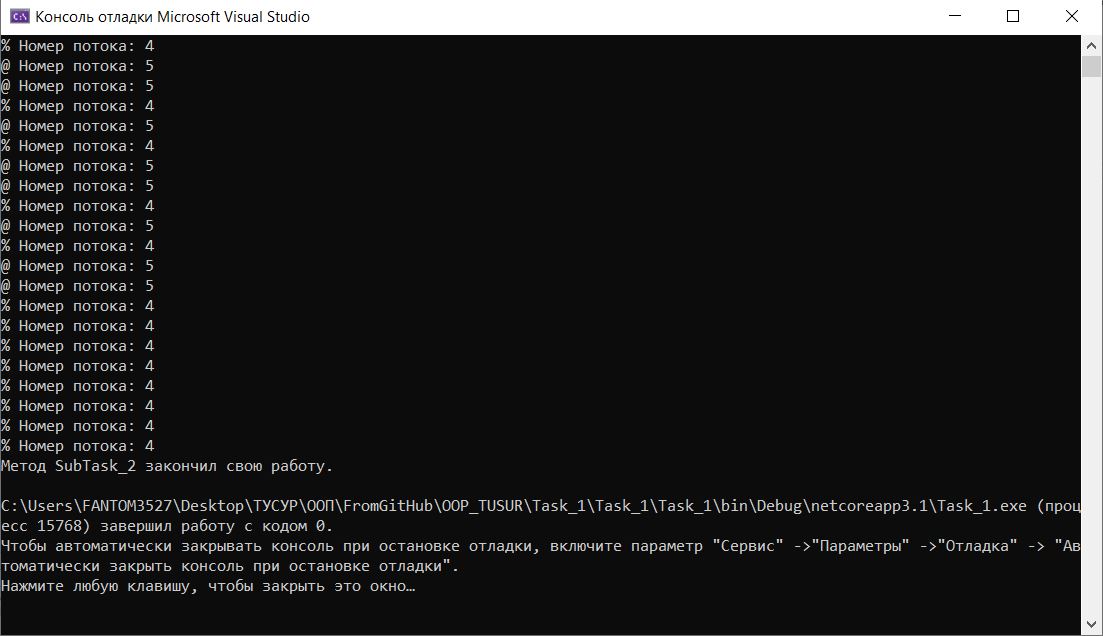 Консоль отладки Microsoft Visual Studio
% Номер потока: 4
@ Номер потока: 5
@ Номер потока: 5
% Номер потока: 4
@ Номер потока: 5
% Номер потока: 4
@ Номер потока: 5
@ Номер потока: 5
% Номер потока: 4
@ Номер потока: 5
% Номер потока: 4
@ Номер потока: 5
@ Номер потока: 5
% Номер потока: 4
% Номер потока: 4
% Номер потока: 4
% Номер потока: 4
% Номер потока: 4
% Номер потока: 4
% Номер потока: 4
% Номер потока: 4
Метод SubTask_2 закончил свою работу.
C:\Users\FANTOM3527\Desktop\ТУСУР\ООП\FromGitHub\OOP_TUSUR\Task_1\Task_1\Task_1\bin\Debug\netcoreapp3.1\Task_1.exe (проц
есс 15768) завершил работу с кодом 0.
Чтобы автоматически закрывать консоль при остановке отладки, включите параметр "Сервис" ->"Параметры" ->"Отладка" -> "Ав
томатически закрыть консоль при остановке отладки".
Нажмите любую клавишу, чтобы закрыть это окно…